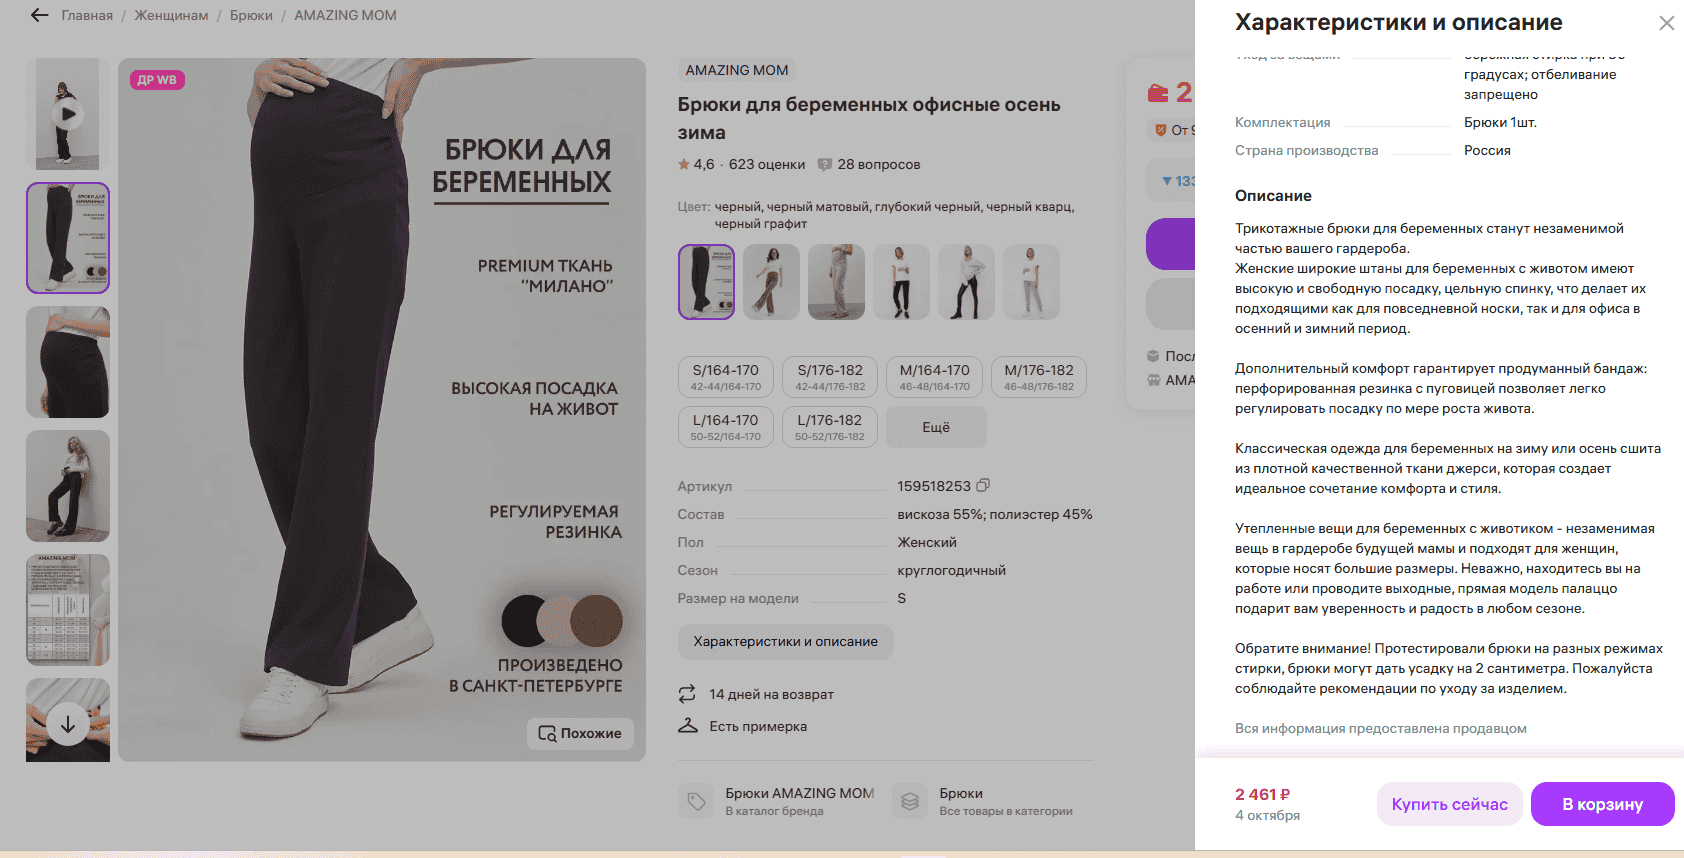 Главная / Женщинам / Брюки / AMAZING MOM
ДР WB
БРЮКИ ДЛЯ
БЕРЕМЕННЫХ
PREMIUM ТКАНЬ
"МИЛАНО"
ВЫСОКАЯ ПОСАДКА
НА ЖИВОТ
РЕГУЛИРУЕМАЯ
РЕЗИНКА
ПРОИЗВЕДЕНО
В САНКТ-ПЕТЕРБУРГЕ
Похожие
AMAZING MOM
AMAZING MOM
Брюки для беременных офисные осень
зима
4,6 · 623 оценки 28 вопросов
Цвет: черный, черный матовый, глубокий черный, черный кварц,
черный графит
S/164-170 S/176-182 M/164-170 M/176-182
42-44/164-170 42-44/176-182 46-48/164-170 46-48/176-182
L/164-170 L/176-182 Ещё
50-52/164-170 50-52/176-182
Артикул 159518253
Состав вискоза 55%; полиэстер 45%
Пол Женский
Сезон круглогодичный
Размер на модели S
Характеристики и описание
14 дней на возврат
Есть примерка
Брюки AMAZING MOM
В каталог бренда
Брюки
Все товары в категории
2
От
133
Характеристики и описание
градусах; отбеливание
запрещено
Комплектация Брюки 1шт.
Страна производства Россия
Описание
Трикотажные брюки для беременных станут незаменимой
частью вашего гардероба.
Женские широкие штаны для беременных с животом имеют
высокую и свободную посадку, цельную спинку, что делает их
подходящими как для повседневной носки, так и для офиса в
осенний и зимний период.
Дополнительный комфорт гарантирует продуманный бандаж:
перфорированная резинка с пуговицей позволяет легко
регулировать посадку по мере роста живота.
Классическая одежда для беременных на зиму или осень сшита
из плотной качественной ткани джерси, которая создает
идеальное сочетание комфорта и стиля.
Утепленные вещи для беременных с животиком - незаменимая
вещь в гардеробе будущей мамы и подходят для женщин,
которые носят большие размеры. Неважно, находитесь вы на
работе или проводите выходные, прямая модель палаццо
подарит вам уверенность и радость в любом сезоне.
Обратите внимание! Протестировали брюки на разных режимах
стирки, брюки могут дать усадку на 2 сантиметра. Пожалуйста
соблюдайте рекомендации по уходу за изделием.
Вся информация предоставлена продавцом
2 461 ₽
4 октября
Купить сейчас
В корзину